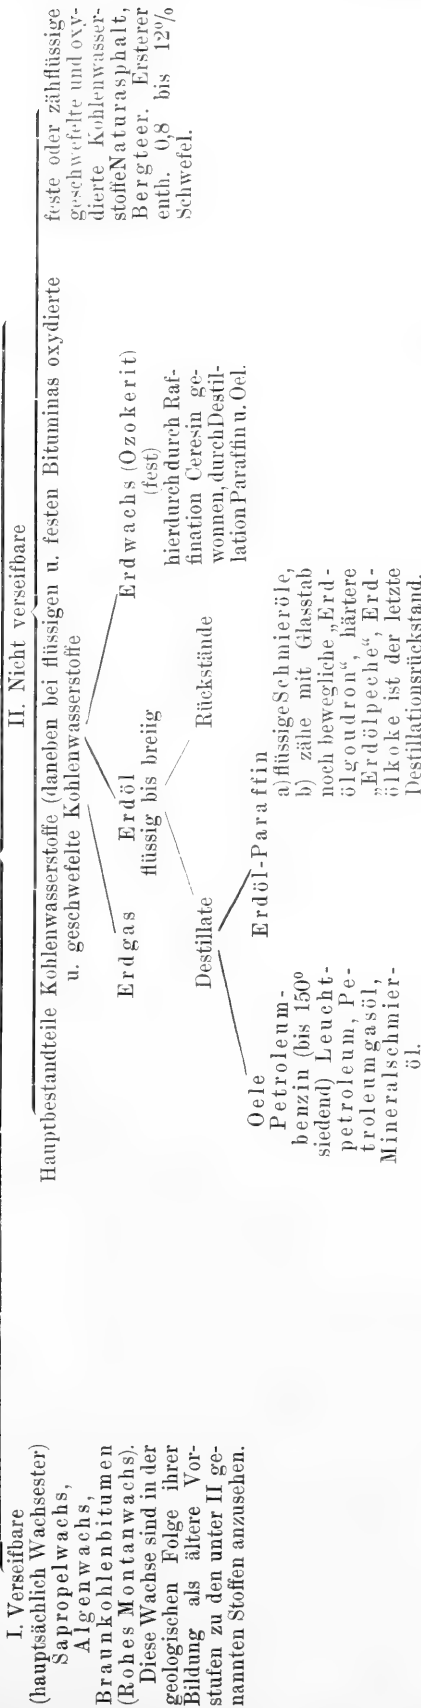 I. Verseifbare
(hauptsächlich Wachsester)
Sapropelwachs,
Algenwachs,
Braunkohlenbitumen
(Rohes Montanwachs).
Diese Wachse sind in der
geologischen Folge ihrer
Bildung als ältere Vor-
stufen zu den unter II ge-
nannten Stoffen anzusehen.
II. Nicht verseifbare
Hauptbestandteile Kohlenwasserstoffe (daneben bei flüssigen u. festen Bituminas oxydierte
u. geschwefelte Kohlenwasserstoffe
Erdgas
Erdöl
flüssig bis breiig
Destillate
Oele
Petroleum-
benzin (bis 150°
siedend) Leucht-
petroleum, Pe-
troleumgasöl,
Mineralschmier-
öl.
Erdöl-Paraffin
Rückstände
a) flüssige Schmieröle,
b) zähe mit Glasstab
noch bewegliche „Erd-
ölgoudron“, härtere
„Erdölpeche“, Erd-
ölkoke ist der letzte
Destillationsrückstand.
Erdwachs (Ozokerit)
(fest)
hierdurch durch Raf-
fination Ceresin ge-
wonnen, durch Destil-
lation Paraffin u. Oel.
feste oder zähflüssige
geschwefelte und oxy-
dierte Kohlenwasser-
stoffe Naturasphalt,
Bergteer. Ersterer
enth. 0,8 bis 12%
Schwefel.